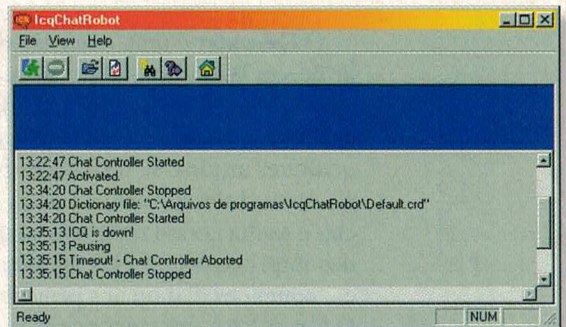 IcqChatRobot
File View Help
13:22:47 Chat Controller Started
13:22:47 Activated.
13:34:20 Chat Controller Stopped
13:34:20 Dictionary file: "C:\Arquivos de programas\IcqChatRobot\Default.crd"
13:34:20 Chat Controller Started
13:35:13 ICQ is down!
13:35:13 Pausing
13:35:15 Timeout! - Chat Controller Aborted
13:35:15 Chat Controller Stopped
Ready NUM